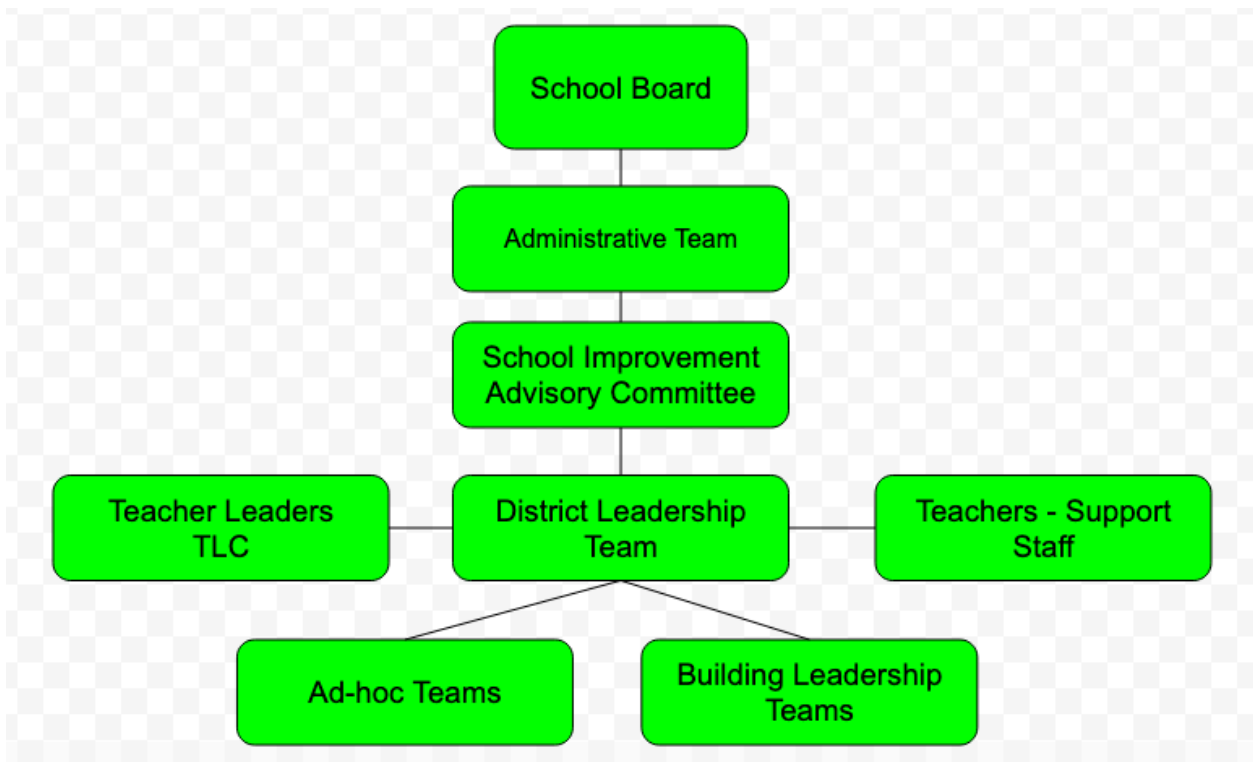 School Board
Administrative Team
School Improvement
Advisory Committee
Teacher Leaders
TLC
District Leadership
Team
Teachers - Support
Staff
Ad-hoc Teams
Building Leadership
Teams